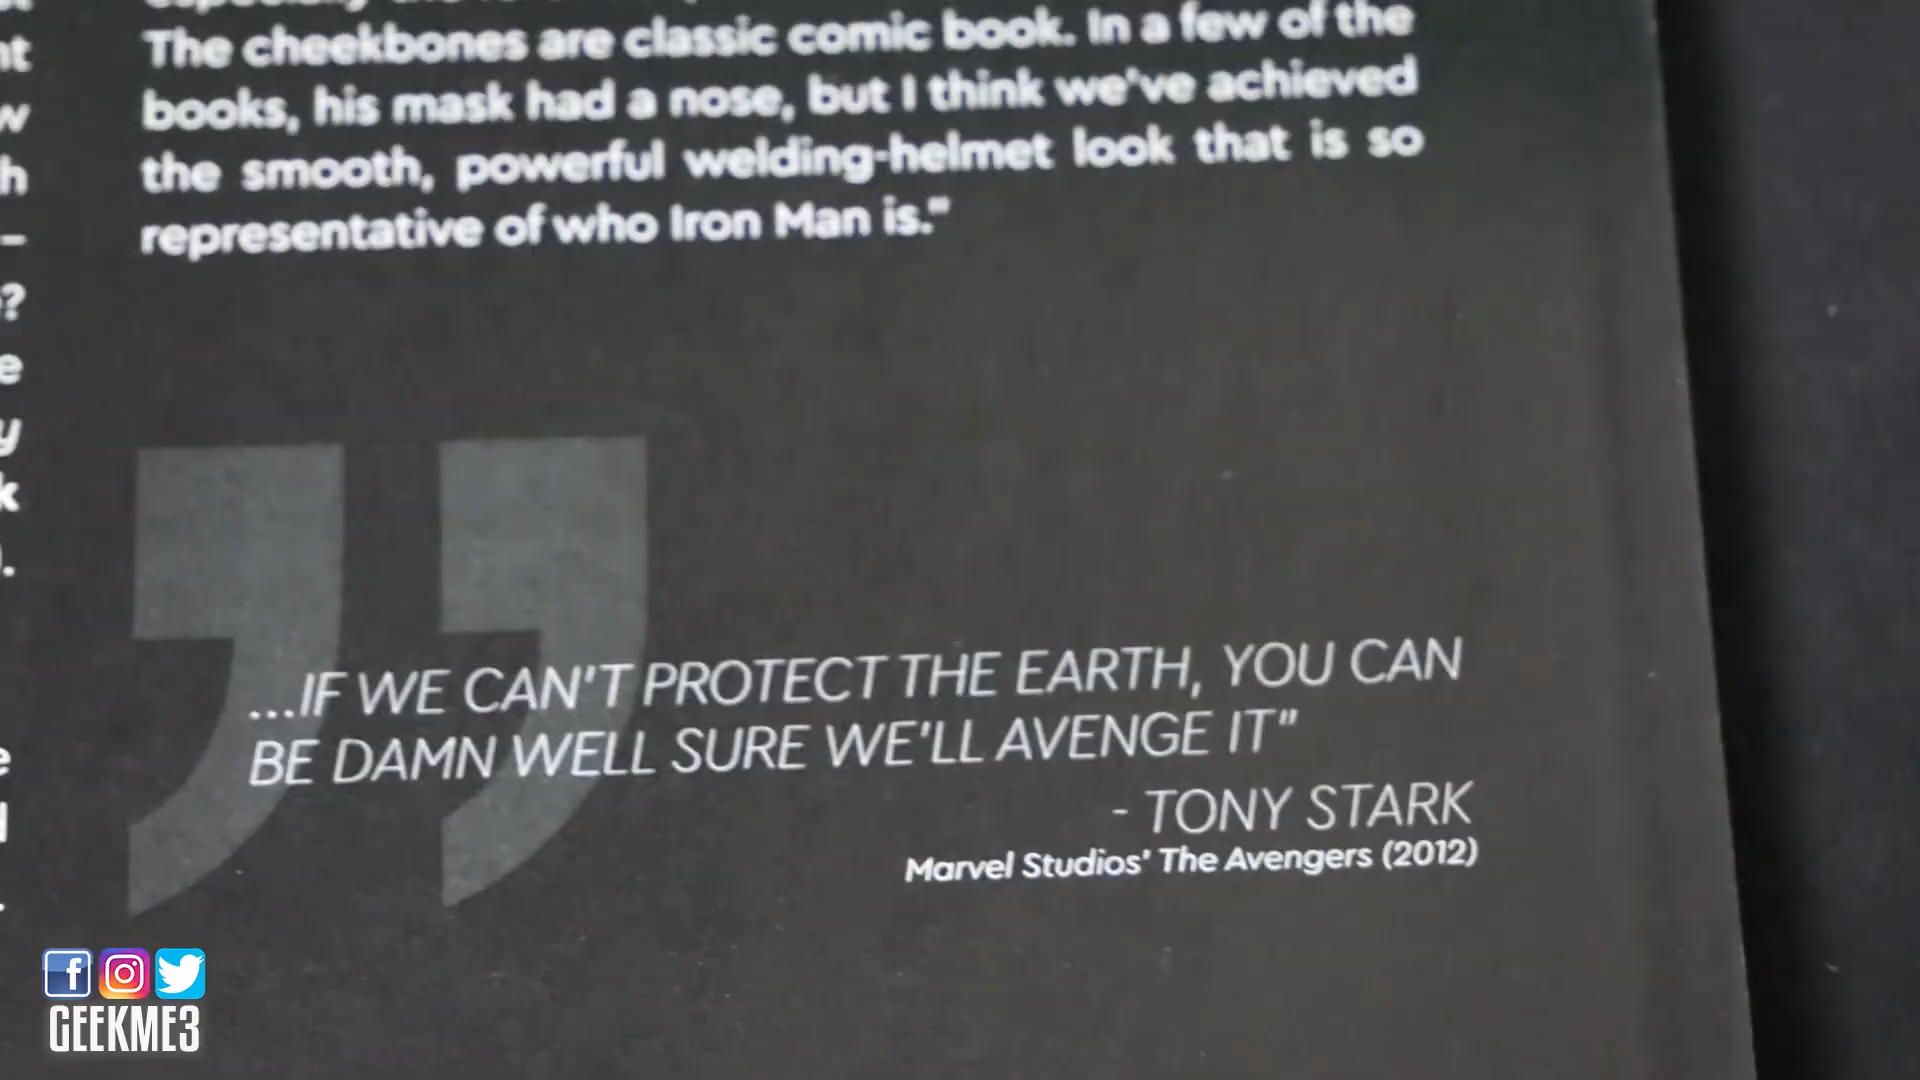 The cheekbones are classic comic book. In a few of the
books, his mask had a nose, but I think we've achieved
the smooth, powerful welding-helmet look that is so
representative of who Iron Man is."
...IF WE CAN'T PROTECT THE EARTH, YOU CAN
BE DAMN WELL SURE WE'LL AVENGE IT"
- TONY STARK
Marvel Studios' The Avengers (2012)
GEEKME3